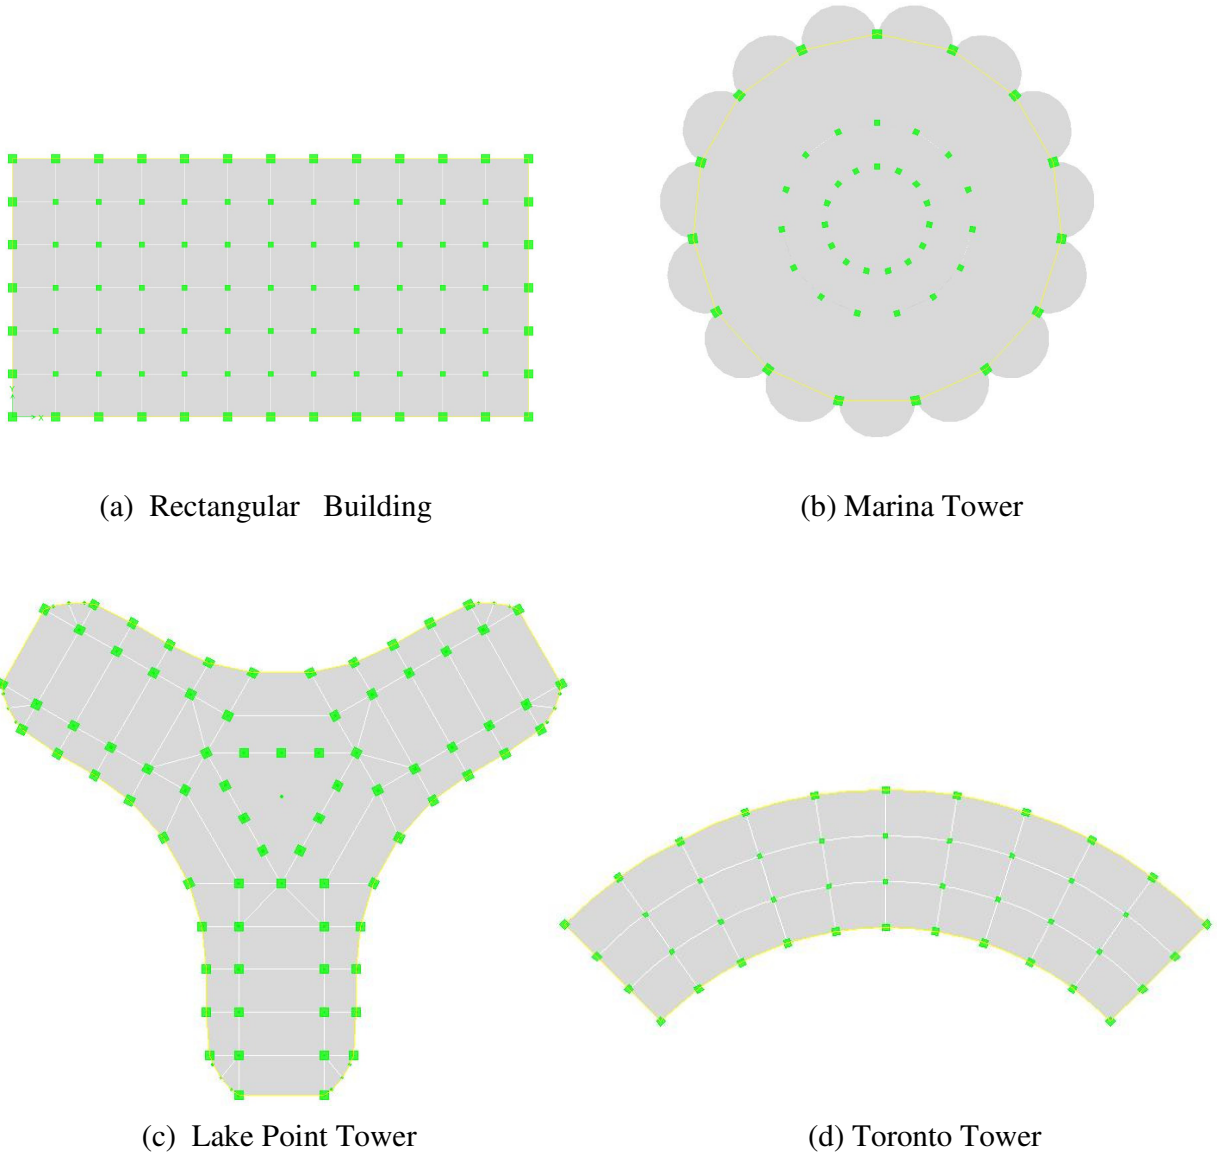 Y
X
(a) Rectangular Building
(b) Marina Tower
(c) Lake Point Tower
(d) Toronto Tower